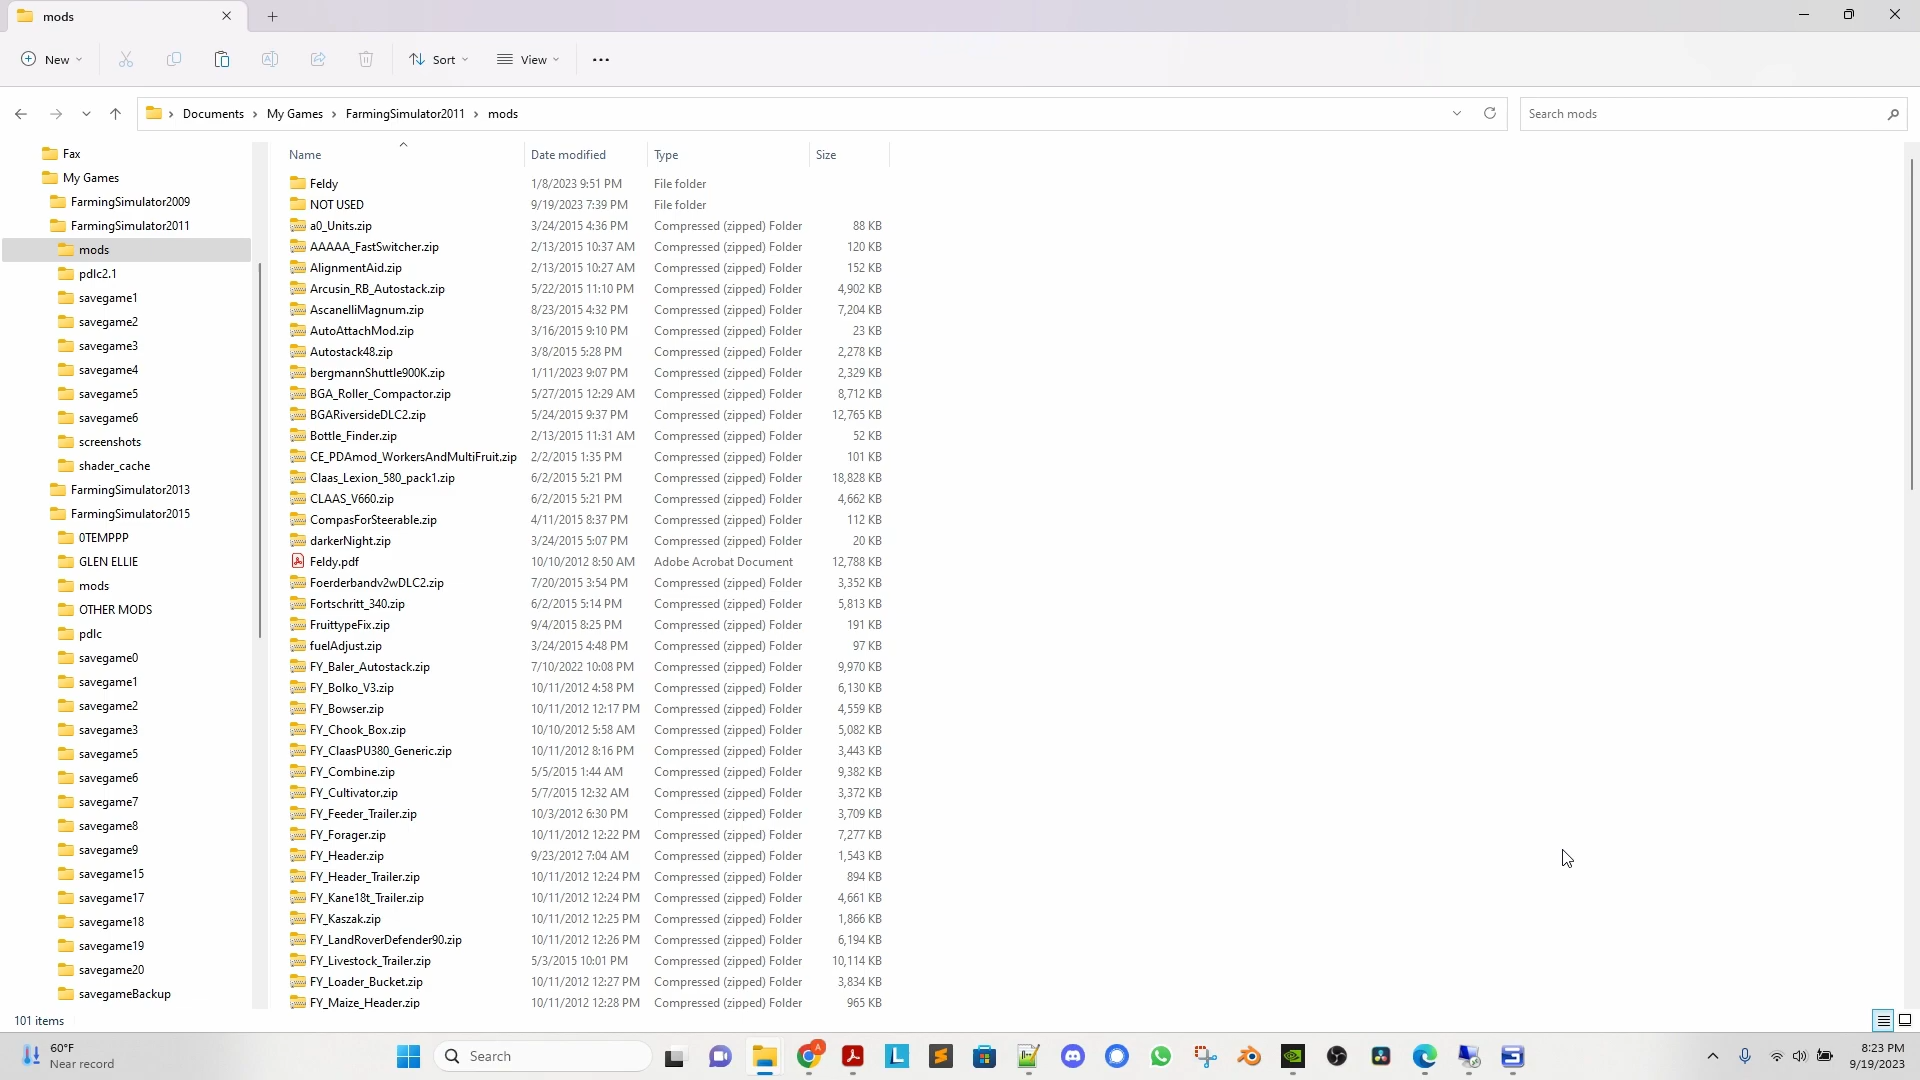 mods
New
Sort
View
Documents > My Games > FarmingSimulator2011 > mods
Search mods
Fax
My Games
FarmingSimulator2009
FarmingSimulator2011
mods
pdlc2.1
savegame1
savegame2
savegame3
savegame4
savegame5
savegame6
screenshots
shader_cache
FarmingSimulator2013
FarmingSimulator2015
0TEMPPP
GLEN ELLIE
mods
OTHER MODS
pdlc
savegame0
savegame1
savegame2
savegame3
savegame5
savegame6
savegame7
savegame8
savegame9
savegame15
savegame17
savegame18
savegame19
savegame20
savegameBackup
Name Date modified Type Size
Feldy 1/8/2023 9:51 PM File folder
NOT USED 9/19/2023 7:39 PM File folder
a0_Units.zip 3/24/2015 4:36 PM Compressed (zipped) Folder 88 KB
AAAAA_FastSwitcher.zip 2/13/2015 10:37 AM Compressed (zipped) Folder 120 KB
AlignmentAid.zip 2/13/2015 10:27 AM Compressed (zipped) Folder 152 KB
Arcusin_RB_Autostack.zip 5/22/2015 11:10 PM Compressed (zipped) Folder 4,902 KB
AscanelliMagnum.zip 8/23/2015 4:32 PM Compressed (zipped) Folder 7,204 KB
AutoAttachMod.zip 3/16/2015 9:10 PM Compressed (zipped) Folder 23 KB
Autostack48.zip 3/8/2015 5:28 PM Compressed (zipped) Folder 2,278 KB
bergmannShuttle900K.zip 1/11/2023 9:07 PM Compressed (zipped) Folder 2,329 KB
BGA_Roller_Compactor.zip 5/27/2015 12:29 AM Compressed (zipped) Folder 8,712 KB
BGARiversideDLC2.zip 5/24/2015 9:37 PM Compressed (zipped) Folder 12,765 KB
Bottle_Finder.zip 2/13/2015 11:31 AM Compressed (zipped) Folder 52 KB
CE_PDAmod_WorkersAndMultiFruit.zip 2/2/2015 1:35 PM Compressed (zipped) Folder 101 KB
Claas_Lexion_580_pack1.zip 6/2/2015 5:21 PM Compressed (zipped) Folder 18,828 KB
CLAAS_V660.zip 6/2/2015 5:21 PM Compressed (zipped) Folder 4,662 KB
CompasForSteerable.zip 4/11/2015 8:37 PM Compressed (zipped) Folder 112 KB
darkerNight.zip 3/24/2015 5:07 PM Compressed (zipped) Folder 20 KB
Feldy.pdf 10/10/2012 8:50 AM Adobe Acrobat Document 12,788 KB
Foerderbandv2wDLC2.zip 7/20/2015 3:54 PM Compressed (zipped) Folder 3,352 KB
Fortschritt_340.zip 6/2/2015 5:14 PM Compressed (zipped) Folder 5,813 KB
FruittypeFix.zip 9/4/2015 8:25 PM Compressed (zipped) Folder 191 KB
fuelAdjust.zip 3/24/2015 4:48 PM Compressed (zipped) Folder 97 KB
FY_Baler_Autostack.zip 7/10/2022 10:08 PM Compressed (zipped) Folder 9,970 KB
FY_Bolko_V3.zip 10/11/2012 4:58 PM Compressed (zipped) Folder 6,130 KB
FY_Bowser.zip 10/11/2012 12:17 PM Compressed (zipped) Folder 4,559 KB
FY_Chook_Box.zip 10/10/2012 5:58 AM Compressed (zipped) Folder 5,082 KB
FY_ClaasPU380_Generic.zip 10/11/2012 8:16 PM Compressed (zipped) Folder 3,443 KB
FY_Combine.zip 5/5/2015 1:44 AM Compressed (zipped) Folder 9,382 KB
FY_Cultivator.zip 5/7/2015 12:32 AM Compressed (zipped) Folder 3,372 KB
FY_Feeder_Trailer.zip 10/3/2012 6:30 PM Compressed (zipped) Folder 3,709 KB
FY_Forager.zip 10/11/2012 12:22 PM Compressed (zipped) Folder 7,277 KB
FY_Header.zip 9/23/2012 7:04 AM Compressed (zipped) Folder 1,543 KB
FY_Header_Trailer.zip 10/11/2012 12:24 PM Compressed (zipped) Folder 894 KB
FY_Kane18t_Trailer.zip 10/11/2012 12:24 PM Compressed (zipped) Folder 4,661 KB
FY_Kaszak.zip 10/11/2012 12:25 PM Compressed (zipped) Folder 1,866 KB
FY_LandRoverDefender90.zip 10/11/2012 12:26 PM Compressed (zipped) Folder 6,194 KB
FY_Livestock_Trailer.zip 5/3/2015 10:01 PM Compressed (zipped) Folder 10,114 KB
FY_Loader_Bucket.zip 10/11/2012 12:27 PM Compressed (zipped) Folder 3,834 KB
FY_Maize_Header.zip 10/11/2012 12:28 PM Compressed (zipped) Folder 965 KB
101 items
60°F
Near record
Search
8:23 PM
9/19/2023